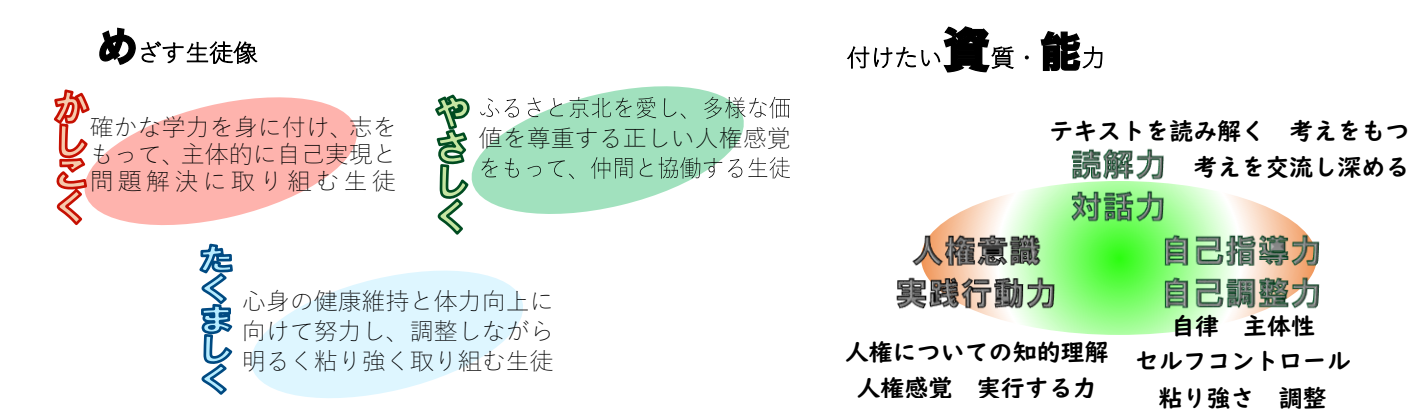 めざす生徒像
かしこく
確かな学力を身に付け、志を
もって、主体的に自己実現と
問題解決に取り組む生徒
やさしく
ふるさと京北を愛し、多様な価
値を尊重する正しい人権感覚
をもって、仲間と協働する生徒
たくましく
心身の健康維持と体力向上に
向けて努力し、調整しながら
明るく粘り強く取り組む生徒
付けたい資質・能力
テキストを読み解く　考えをもつ
読解力　考えを交流し深める
対話力
人権意識
実践行動力
人権についての知的理解
人権感覚　実行する力
自己指導力
自己調整力
自律　主体性
セルフコントロール
粘り強さ　調整